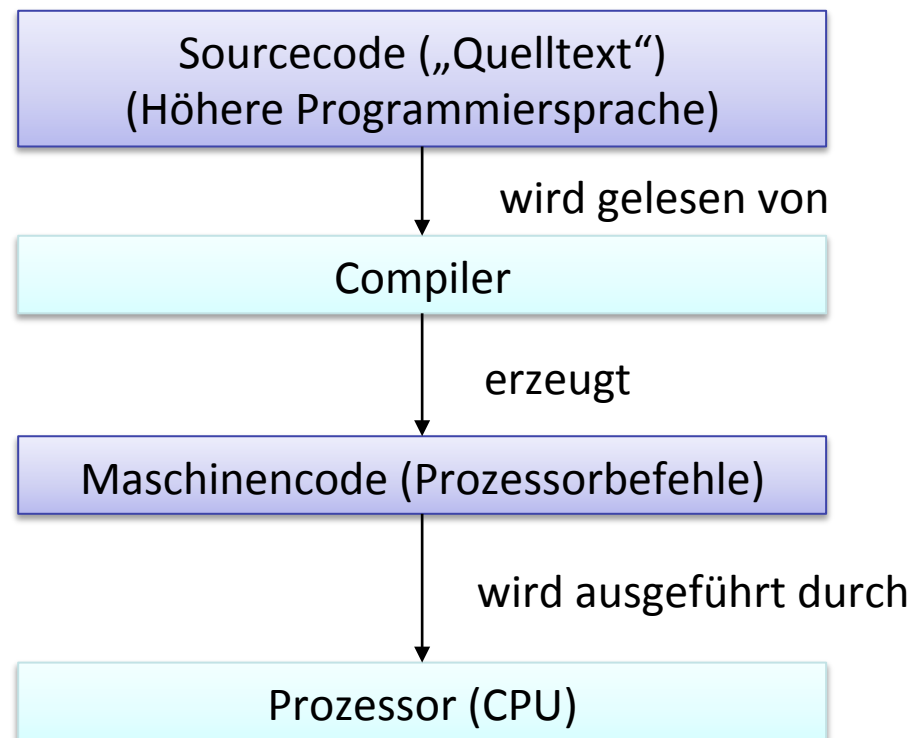 Sourcecode („Quelltext“)
(Höhere Programmiersprache)
wird gelesen von
Compiler
erzeugt
Maschinencode (Prozessorbefehle)
wird ausgeführt durch
Prozessor (CPU)